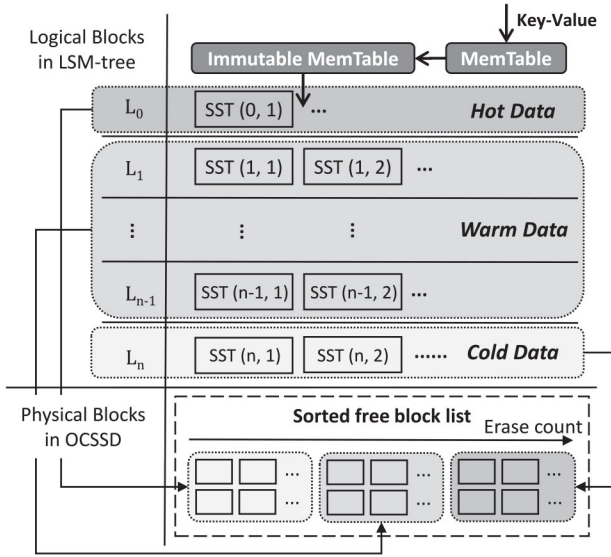 Key-Value
Logical Blocks
in LSM-tree
Immutable MemTable
MemTable
L₀
SST (0, 1)
...
Hot Data
L₁
SST (1, 1)
SST (1, 2)
...
⋮
⋮
⋮
Warm Data
Lₙ₋₁
SST (n-1, 1)
SST (n-1, 2)
...
Lₙ
SST (n, 1)
SST (n, 2)
......
Cold Data
Physical Blocks
in OCSSD
Sorted free block list
Erase count
...
...
...
...
...
...